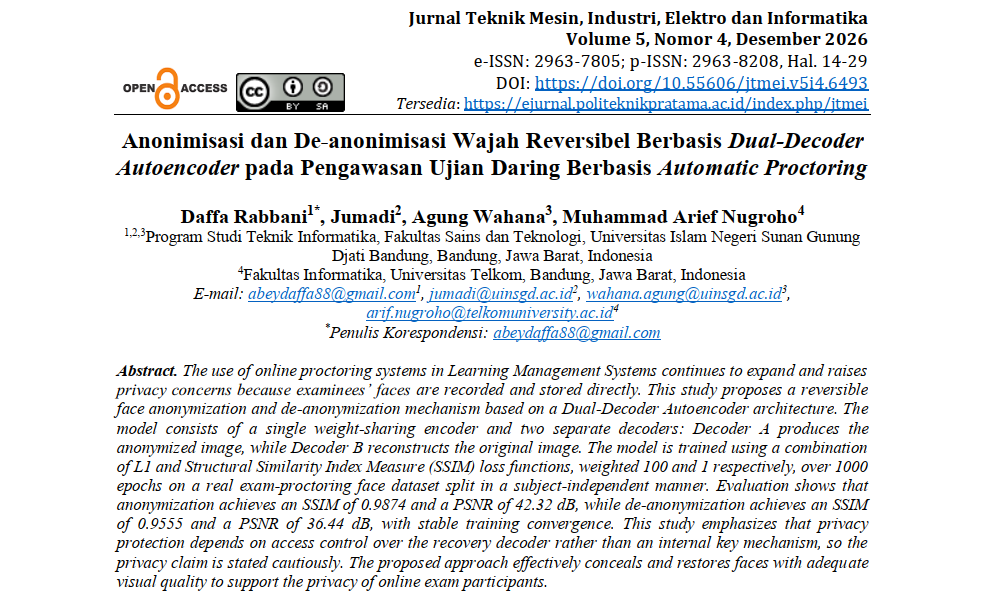 Jurnal Teknik Mesin, Industri, Elektro dan Informatika
Volume 5, Nomor 4, Desember 2026
e-ISSN: 2963-7805; p-ISSN: 2963-8208, Hal. 14-29
DOI: https://doi.org/10.55606/jtmei.v5i4.6493
Tersedia: https://ejurnal.politeknikpratama.ac.id/index.php/jtmei
OPEN ACCESS
cc
BY SA
Anonimisasi dan De-anonimisasi Wajah Reversibel Berbasis Dual-Decoder
Autoencoder pada Pengawasan Ujian Daring Berbasis Automatic Proctoring
Daffa Rabbani1*, Jumadi2, Agung Wahana3, Muhammad Arief Nugroho4
1,2,3Program Studi Teknik Informatika, Fakultas Sains dan Teknologi, Universitas Islam Negeri Sunan Gunung
Djati Bandung, Bandung, Jawa Barat, Indonesia
4Fakultas Informatika, Universitas Telkom, Bandung, Jawa Barat, Indonesia
E-mail: abeydaffa88@gmail.com1, jumadi@uinsgd.ac.id2, wahana.agung@uinsgd.ac.id3,
arif.nugroho@telkomuniversity.ac.id4
*Penulis Korespondensi: abeydaffa88@gmail.com
Abstract. The use of online proctoring systems in Learning Management Systems continues to expand and raises
privacy concerns because examinees' faces are recorded and stored directly. This study proposes a reversible
face anonymization and de-anonymization mechanism based on a Dual-Decoder Autoencoder architecture. The
model consists of a single weight-sharing encoder and two separate decoders: Decoder A produces the
anonymized image, while Decoder B reconstructs the original image. The model is trained using a combination
of L1 and Structural Similarity Index Measure (SSIM) loss functions, weighted 100 and 1 respectively, over 1000
epochs on a real exam-proctoring face dataset split in a subject-independent manner. Evaluation shows that
anonymization achieves an SSIM of 0.9874 and a PSNR of 42.32 dB, while de-anonymization achieves an SSIM
of 0.9555 and a PSNR of 36.44 dB, with stable training convergence. This study emphasizes that privacy
protection depends on access control over the recovery decoder rather than an internal key mechanism, so the
privacy claim is stated cautiously. The proposed approach effectively conceals and restores faces with adequate
visual quality to support the privacy of online exam participants.